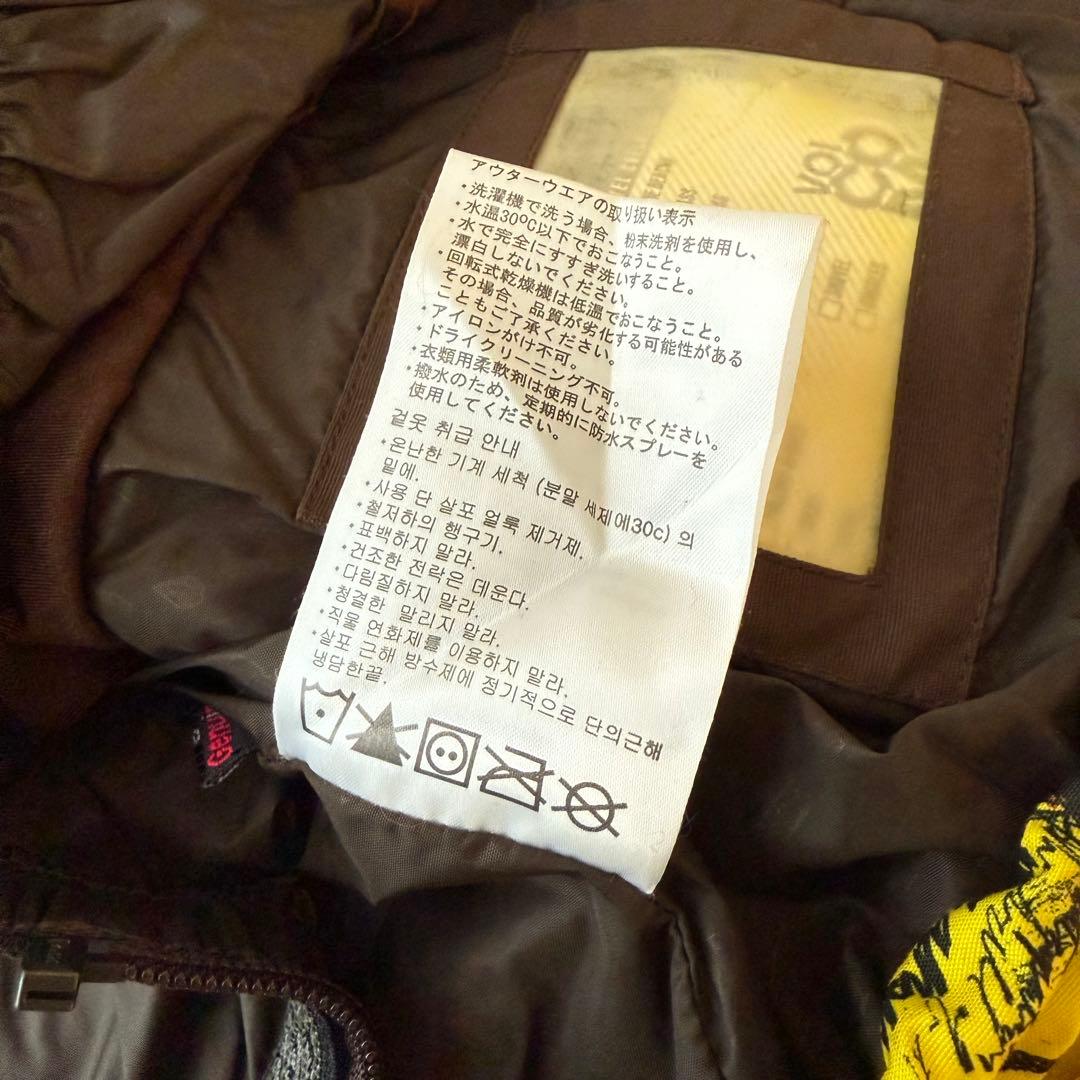 アウターウエアの取り扱い表示
・洗濯機で洗う場合、粉末洗剤を使用し、
・水温30ºC以下でおこなうこと。
・水で完全にすすぎ洗いすること。
漂白しないでください。
・回転式乾燥機は低温でおこなうこと。
その場合、品質が劣化する可能性がある
こともご了承ください。
・アイロンがけ不可。
・ドライクリーニング不可。
・衣類用柔軟剤は使用しないでください。
・撥水のため、定期的に防水スプレーを
使用してください。
겉옷 취급 안내
·온난한 기계 세척 (분말 세제에30c) 의
밑에.
·사용 단 살포 얼룩 제거제.
·철저하의 행구기.
·표백하지 말라.
·건조한 전락은 데운다.
·다림질하지 말라.
·청결한 말리지 말라.
·직물 연화제를 이용하지 말라.
·살포 근해 방수제에 정기적으로 단의근해
냉담한끝.